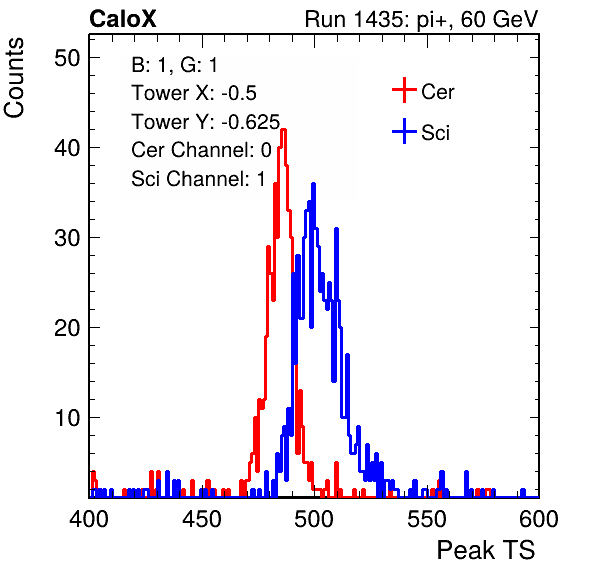 CaloX Run 1435: pi+, 60 GeV
Counts
B: 1, G: 1
Tower X: -0.5
Tower Y: -0.625
Cer Channel: 0
Sci Channel: 1
Cer
Sci
50
40
30
20
10
400 450 500 550 600
Peak TS